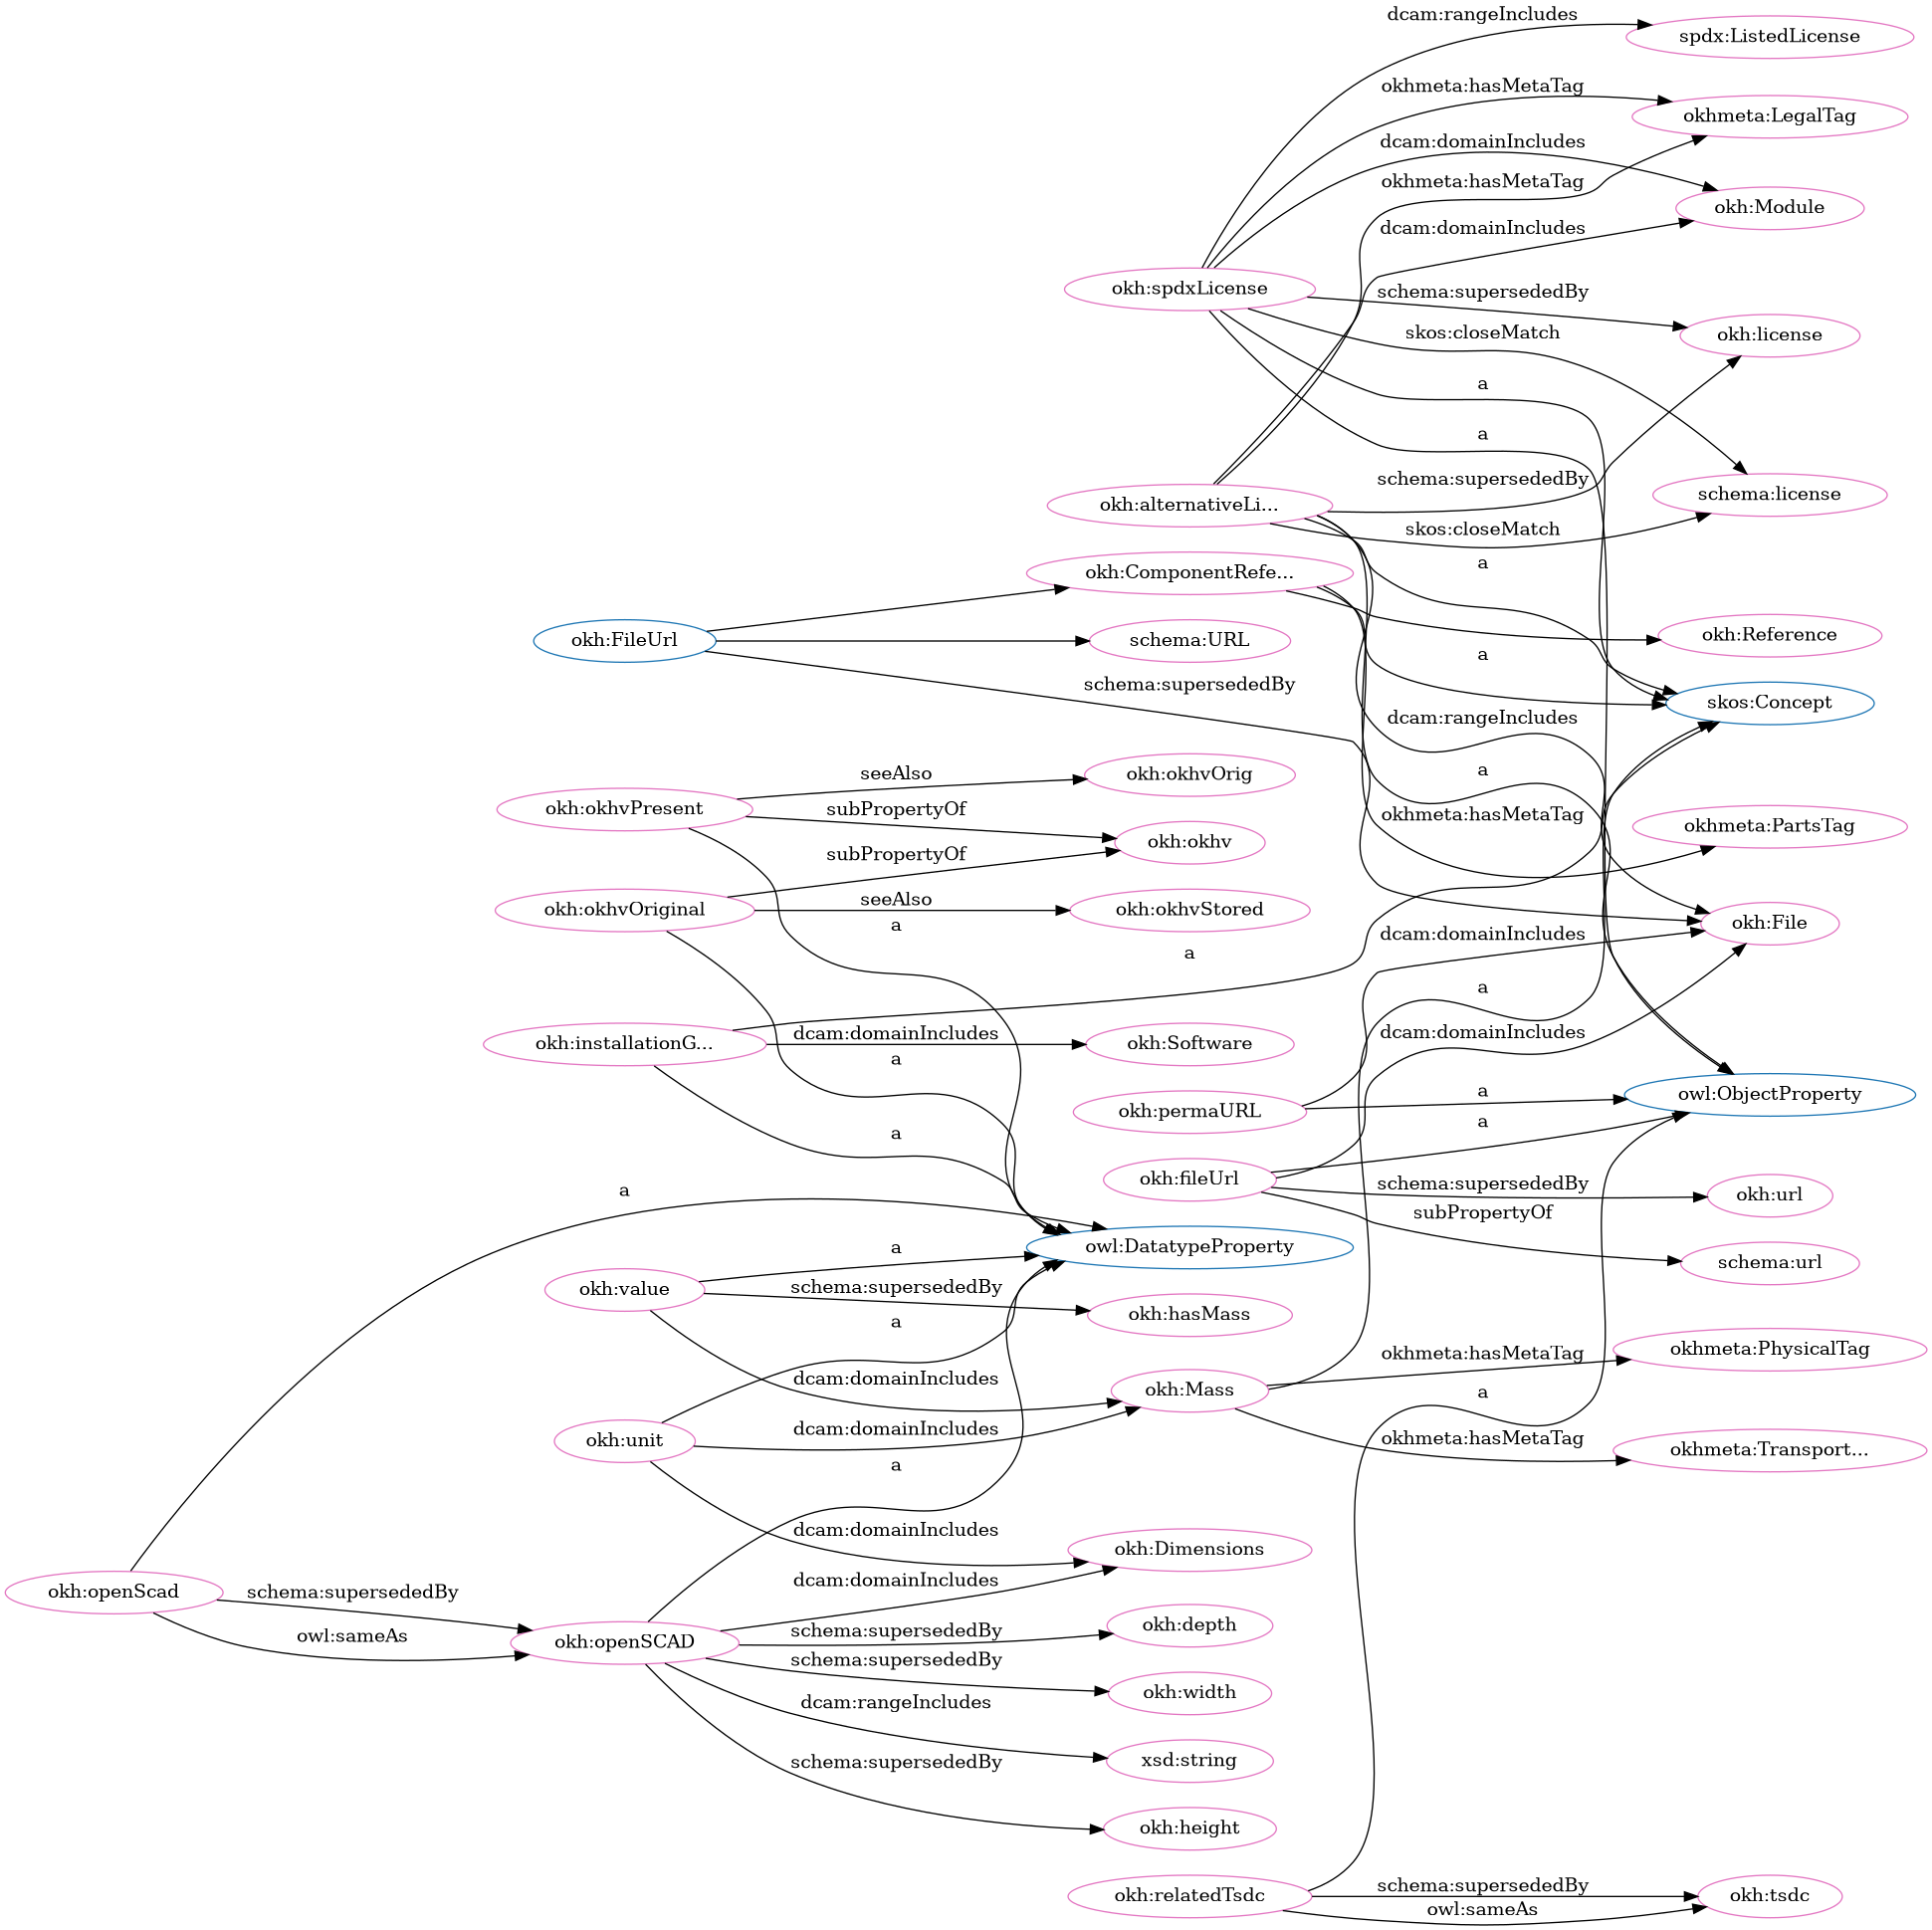 dcam:rangeIncludes
spdx:ListedLicense
okhmeta:hasMetaTag
okhmeta:LegalTag
dcam:domainIncludes
okhmeta:hasMetaTag
okh:Module
dcam:domainIncludes
okh:spdxLicense
schema:supersededBy
okh:license
skos:closeMatch
a
a
schema:supersededBy
schema:license
okh:alternativeLi...
skos:closeMatch
a
okh:ComponentRefe...
okh:FileUrl
schema:URL
okh:Reference
a
schema:supersededBy
skos:Concept
dcam:rangeIncludes
a
seeAlso
okh:okhvOrig
okh:okhvPresent
subPropertyOf
okhmeta:hasMetaTag
okhmeta:PartsTag
okh:okhv
subPropertyOf
seeAlso
okh:okhvOriginal
okh:okhvStored
a
okh:File
dcam:domainIncludes
a
a
dcam:domainIncludes
okh:installationG...
okh:Software
dcam:domainIncludes
a
a
owl:ObjectProperty
okh:permaURL
a
a
okh:fileUrl
schema:supersededBy
okh:url
a
subPropertyOf
a
owl:DatatypeProperty
schema:url
okh:value
schema:supersededBy
okh:hasMass
a
okhmeta:hasMetaTag
okhmeta:PhysicalTag
dcam:domainIncludes
okh:Mass
a
dcam:domainIncludes
okh:unit
okhmeta:hasMetaTag
okhmeta:Transport...
a
dcam:domainIncludes
okh:Dimensions
dcam:domainIncludes
okh:openScad
schema:supersededBy
owl:sameAs
okh:openSCAD
schema:supersededBy
okh:depth
schema:supersededBy
okh:width
dcam:rangeIncludes
xsd:string
schema:supersededBy
okh:height
okh:relatedTsdc
schema:supersededBy
okh:tsdc
owl:sameAs